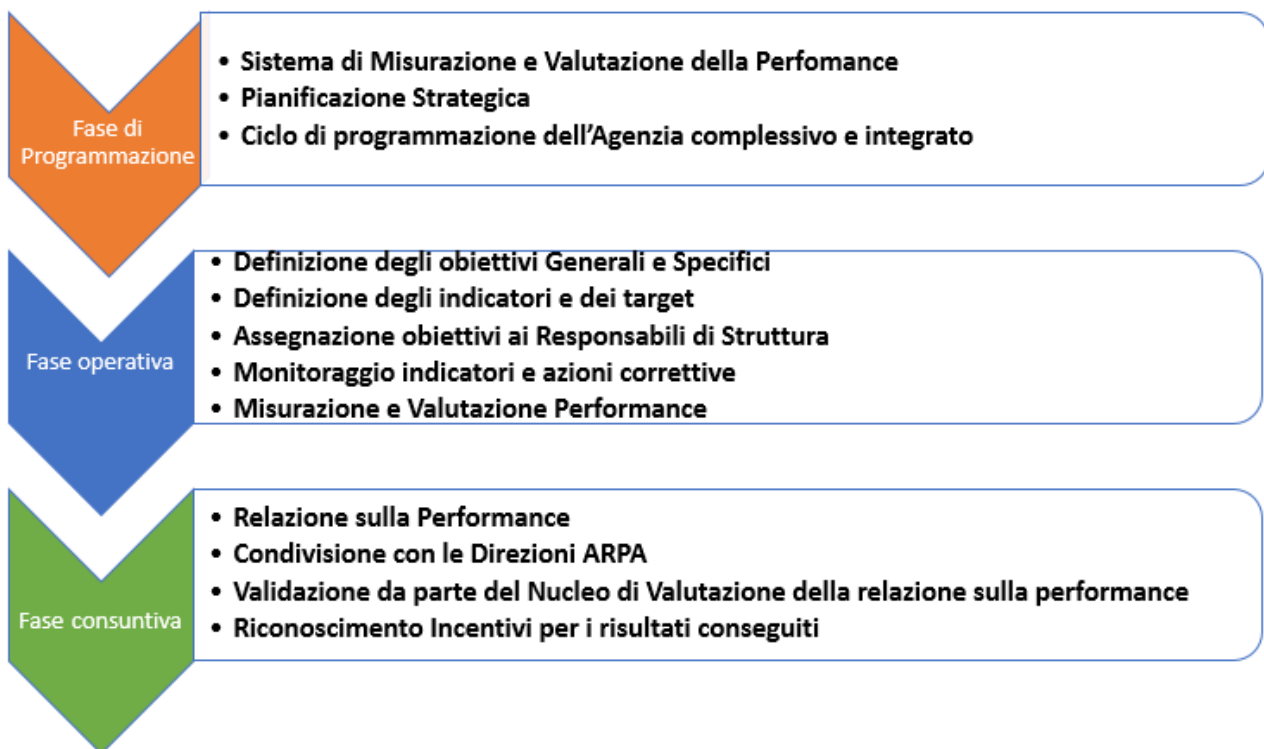 Fase di
Programmazione
• Sistema di Misurazione e Valutazione della Perfomance
• Pianificazione Strategica
• Ciclo di programmazione dell'Agenzia complessivo e integrato
Fase operativa
• Definizione degli obiettivi Generali e Specifici
• Definizione degli indicatori e dei target
• Assegnazione obiettivi ai Responsabili di Struttura
• Monitoraggio indicatori e azioni correttive
• Misurazione e Valutazione Performance
Fase consuntiva
• Relazione sulla Performance
• Condivisione con le Direzioni ARPA
• Validazione da parte del Nucleo di Valutazione della relazione sulla performance
• Riconoscimento Incentivi per i risultati conseguiti